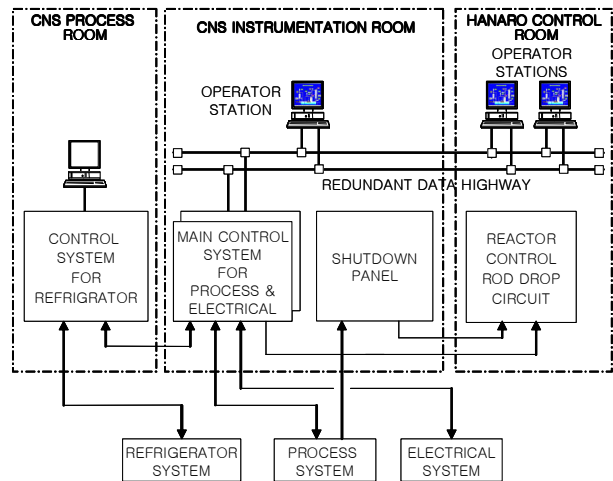 CNS PROCESS
ROOM
CNS INSTRUMENTATION ROOM
HANARO CONTROL
ROOM
OPERATOR
STATION
OPERATOR
STATIONS
REDUNDANT DATA HIGHWAY
CONTROL
SYSTEM
FOR
REFRIGRATOR
MAIN CONTROL
SYSTEM
FOR
PROCESS &
ELECTRICAL
SHUTDOWN
PANEL
REACTOR
CONTROL
ROD DROP
CIRCUIT
REFRIGERATOR
SYSTEM
PROCESS
SYSTEM
ELECTRICAL
SYSTEM